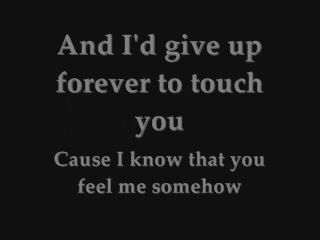 And I'd give up
forever to touch
you
Cause I know that you
feel me somehow